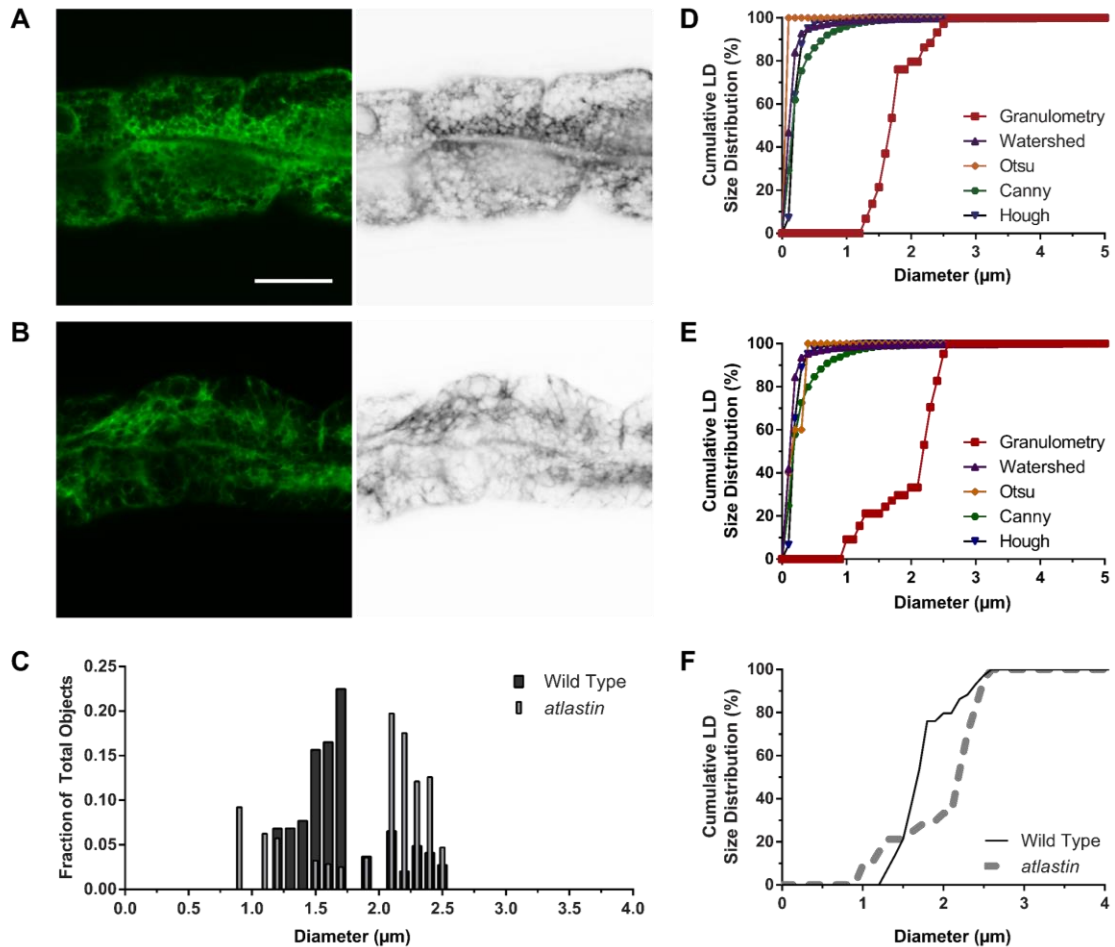 A
B
C
0.25
0.20
0.15
0.10
0.05
0.00
Fraction of Total Objects
0.0
0.5
1.0
1.5
2.0
2.5
3.0
3.5
4.0
Diameter (μm)
Wild Type
atlastin
D
100
80
60
40
20
0
Cumulative LD
Size Distribution (%)
Granulometry
Watershed
Otsu
Canny
Hough
0
1
2
3
4
5
Diameter (μm)
E
100
80
60
40
20
0
Cumulative LD
Size Distribution (%)
Granulometry
Watershed
Otsu
Canny
Hough
0
1
2
3
4
5
Diameter (μm)
F
100
80
60
40
20
0
Cumulative LD
Size Distribution (%)
Wild Type
atlastin
0
1
2
3
4
Diameter (μm)